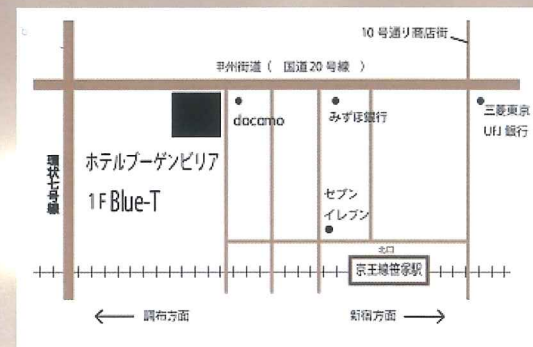 10号通り商店街
甲州街道（ 国道20号線 ）
docamo
みずほ銀行
三菱東京
UFJ 銀行
環状七号線
ホテルブーゲンビリア
1F Blue-T
セブン
イレブン
北口
京王線笹塚駅
調布方面
新宿方面